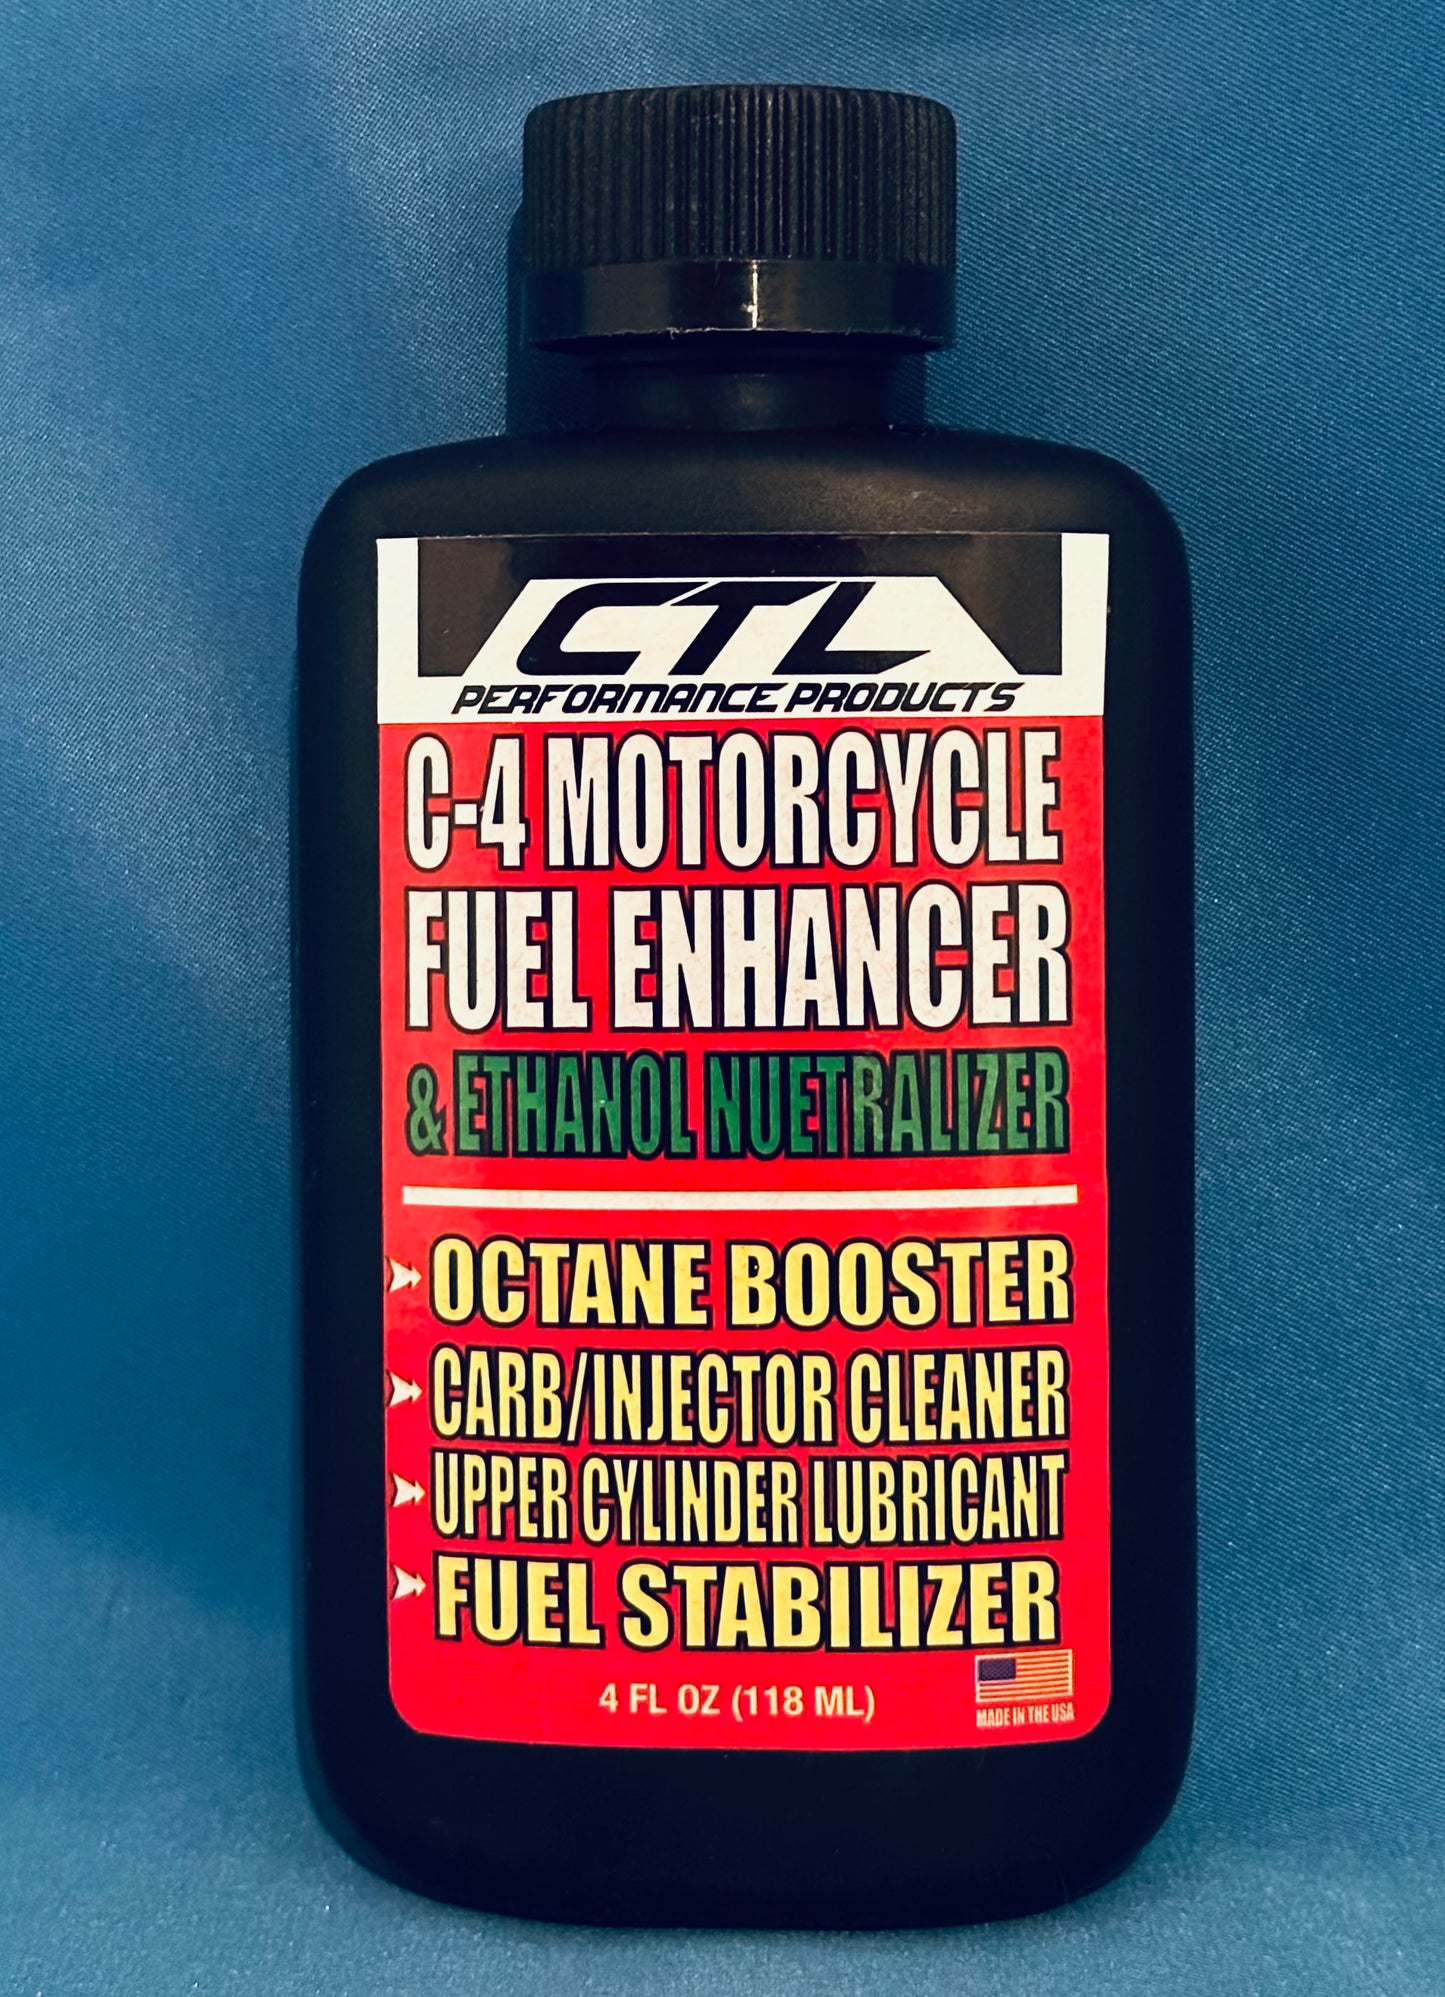 CTL
PERFORMANCE PRODUCTS
C-4 MOTORCYCLE
FUEL ENHANCER
& ETHANOL NUETRALIZER
OCTANE BOOSTER
CARB/INJECTOR CLEANER
UPPER CYLINDER LUBRICANT
FUEL STABILIZER
4 FL OZ (118 ML)
MADE IN THE USA